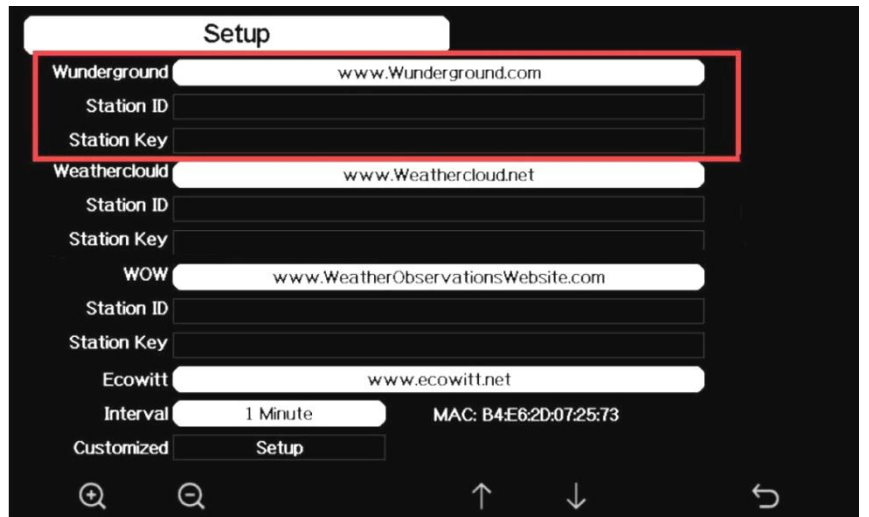 Setup
Wunderground www.Wunderground.com
Station ID
Station Key
Weatherclould www.Weathercloud.net
Station ID
Station Key
WOW www.WeatherObservationsWebsite.com
Station ID
Station Key
Ecowitt www.ecowitt.net
Interval 1 Minute MAC: B4:E6:2D:07:25:73
Customized Setup